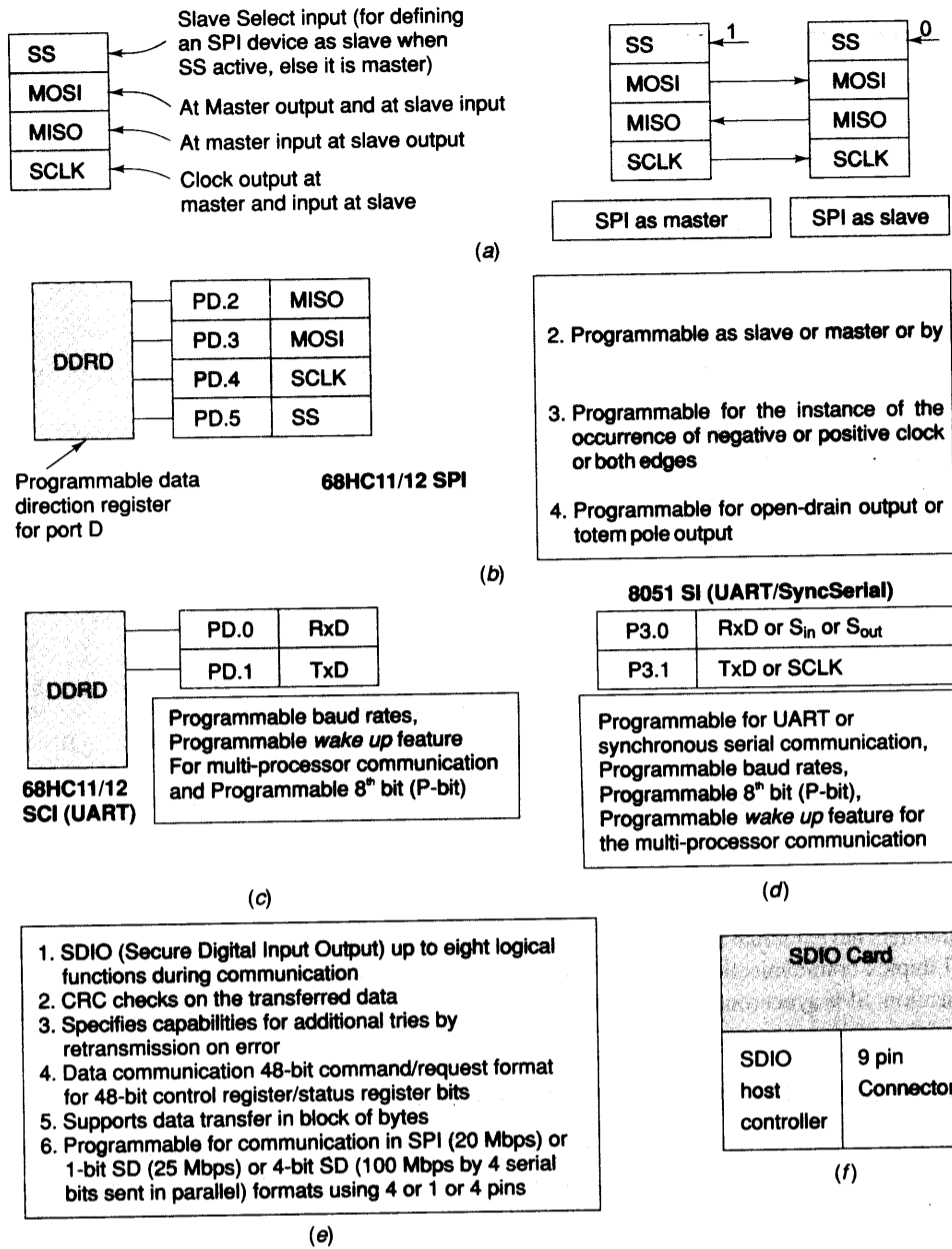 Slave Select input (for defining
an SPI device as slave when
SS active, else it is master)
SS
MOSI
MISO
SCLK
At Master output and at slave input
At master input at slave output
Clock output at
master and input at slave
1
0
SS
SS
MOSI
MOSI
MISO
MISO
SCLK
SCLK
SPI as master
SPI as slave
(a)
DDRD
PD.2 MISO
PD.3 MOSI
PD.4 SCLK
PD.5 SS
Programmable data
direction register
for port D
68HC11/12 SPI
2. Programmable as slave or master or by
3. Programmable for the instance of the
occurrence of negative or positive clock
or both edges
4. Programmable for open-drain output or
totem pole output
(b)
DDRD
PD.0 RxD
PD.1 TxD
68HC11/12
SCI (UART)
Programmable baud rates,
Programmable wake up feature
For multi-processor communication
and Programmable 8th bit (P-bit)
(c)
8051 SI (UART/SyncSerial)
P3.0 RxD or Sin or Sout
P3.1 TxD or SCLK
Programmable for UART or
synchronous serial communication,
Programmable baud rates,
Programmable 8th bit (P-bit),
Programmable wake up feature for
the multi-processor communication
(d)
1. SDIO (Secure Digital Input Output) up to eight logical
functions during communication
2. CRC checks on the transferred data
3. Specifies capabilities for additional tries by
retransmission on error
4. Data communication 48-bit command/request format
for 48-bit control register/status register bits
5. Supports data transfer in block of bytes
6. Programmable for communication in SPI (20 Mbps) or
1-bit SD (25 Mbps) or 4-bit SD (100 Mbps by 4 serial
bits sent in parallel) formats using 4 or 1 or 4 pins
(e)
SDIO Card
SDIO
host
controller
9 pin
Connector
(f)